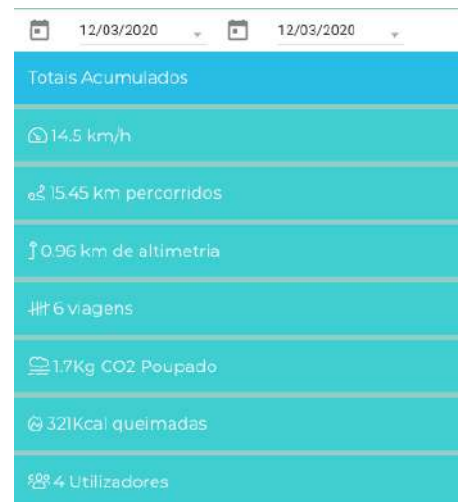 12/03/2020 12/03/2020
Totais Acumulados
14.5 km/h
15.45 km percorridos
0.96 km de altimetria
6 viagens
1.7Kg CO2 Poupado
321Kcal queimadas
4 Utilizadores